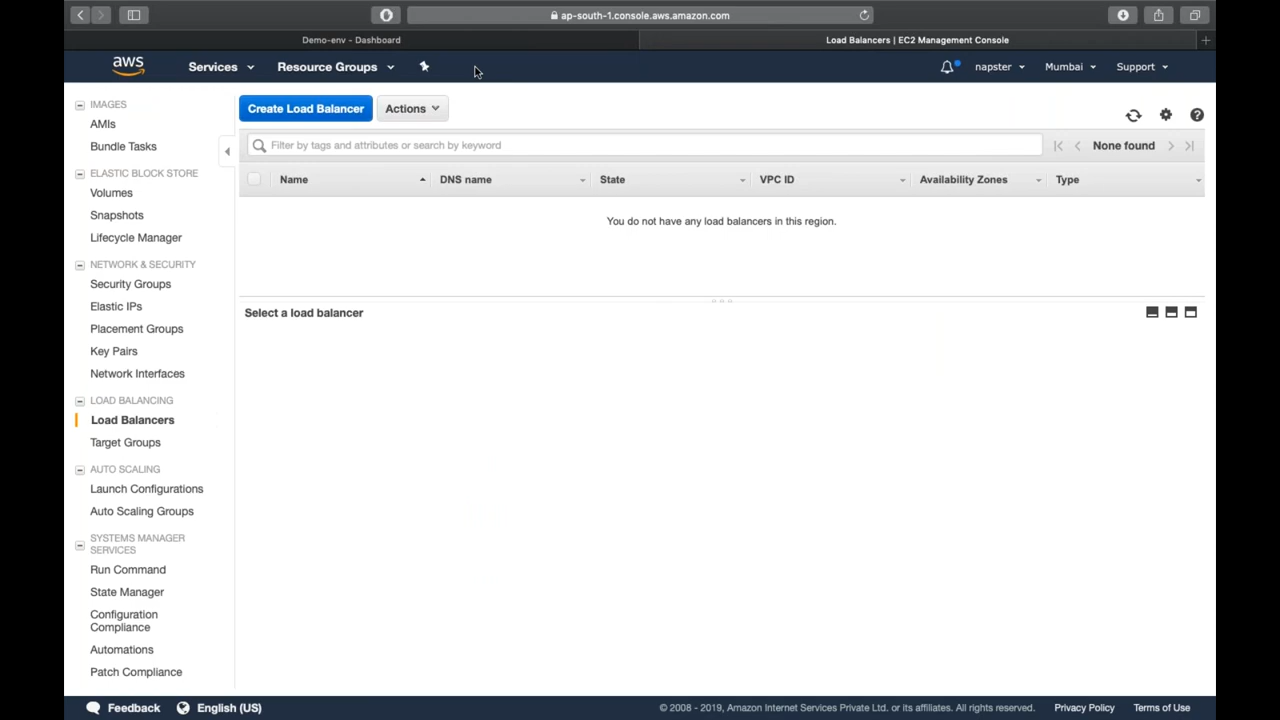 ap-south-1.console.aws.amazon.com
Demo-env - Dashboard
Load Balancers | EC2 Management Console
aws
Services
Resource Groups
napster
Mumbai
Support
IMAGES
AMIs
Bundle Tasks
ELASTIC BLOCK STORE
Volumes
Snapshots
Lifecycle Manager
NETWORK & SECURITY
Security Groups
Elastic IPs
Placement Groups
Key Pairs
Network Interfaces
LOAD BALANCING
Load Balancers
Target Groups
AUTO SCALING
Launch Configurations
Auto Scaling Groups
SYSTEMS MANAGER
SERVICES
Run Command
State Manager
Configuration
Compliance
Automations
Patch Compliance
Create Load Balancer
Actions
Filter by tags and attributes or search by keyword
None found
Name
DNS name
State
VPC ID
Availability Zones
Type
You do not have any load balancers in this region.
Select a load balancer
Feedback
English (US)
© 2008 - 2019, Amazon Internet Services Private Ltd. or its affiliates. All rights reserved.
Privacy Policy
Terms of Use